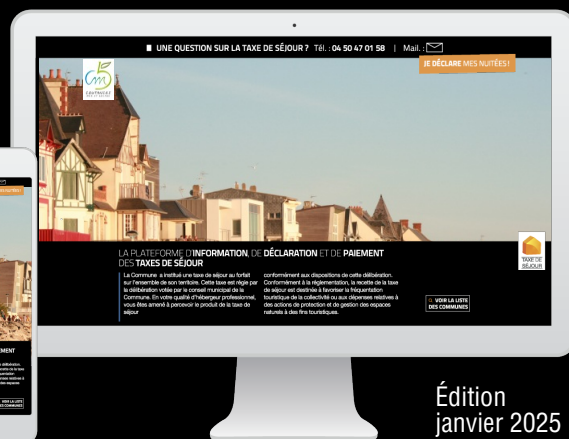 ■ UNE QUESTION SUR LA TAXE DE SÉJOUR ? Tél. : 04 50 47 01 58 | Mail. :
JE DÉCLARE MES NUITÉES !
LA PLATEFORME D'INFORMATION, DE DÉCLARATION ET DE PAIEMENT
DES TAXES DE SÉJOUR
La Commune a institué une taxe de séjour au forfait
sur l'ensemble de son territoire. Cette taxe est régie par
la délibération votée par le conseil municipal de la
Commune. En votre qualité d'hébergeur professionnel,
vous êtes amené à percevoir le produit de la taxe de
séjour
conformément aux dispositions de cette délibération.
Conformément à la réglementation, la recette de la taxe
de séjour est destinée à favoriser la fréquentation
touristique de la collectivité ou aux dépenses relatives à
des actions de protection et de gestion des espaces
naturels à des fins touristiques.
TAXE DE
SÉJOUR
VOIR LA LISTE
DES COMMUNES
VOIR LA LISTE
DES COMMUNES
Édition
janvier 2025